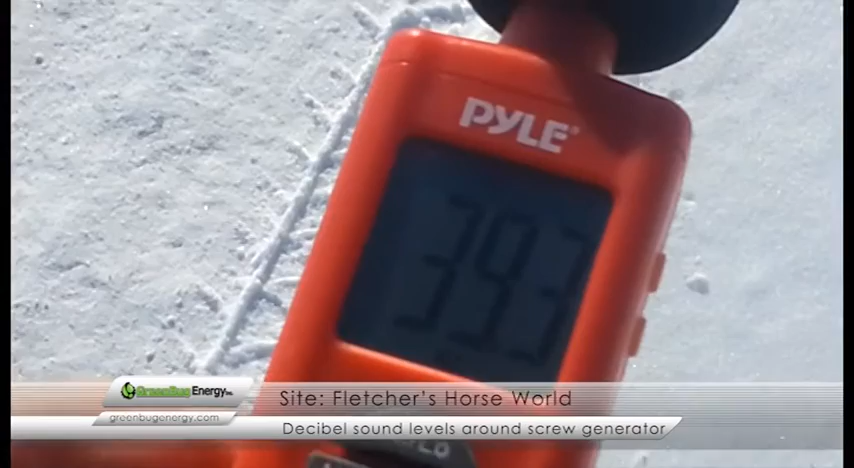 PYLE®
39.3
GreenBug Energy Inc.
greenbugenergy.com
Site: Fletcher's Horse World
Decibel sound levels around screw generator